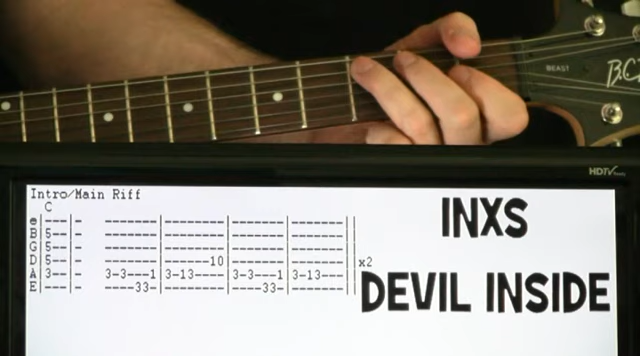 BEAST
B.C.
HDTV
Intro/Main Riff
C
e|---|-   -------|--------|-------|-------||
B|5--|-   -------|--------|-------|-------||
G|5--|-   -------|--------|-------|-------||
D|5--|-   -------|------10|-------|-------||x2
A|3--|-   3-3---1|3-13----|3-3---1|3-13---||
E|---|-   ---33--|--------|---33--|-------||
INXS
DEVIL INSIDE